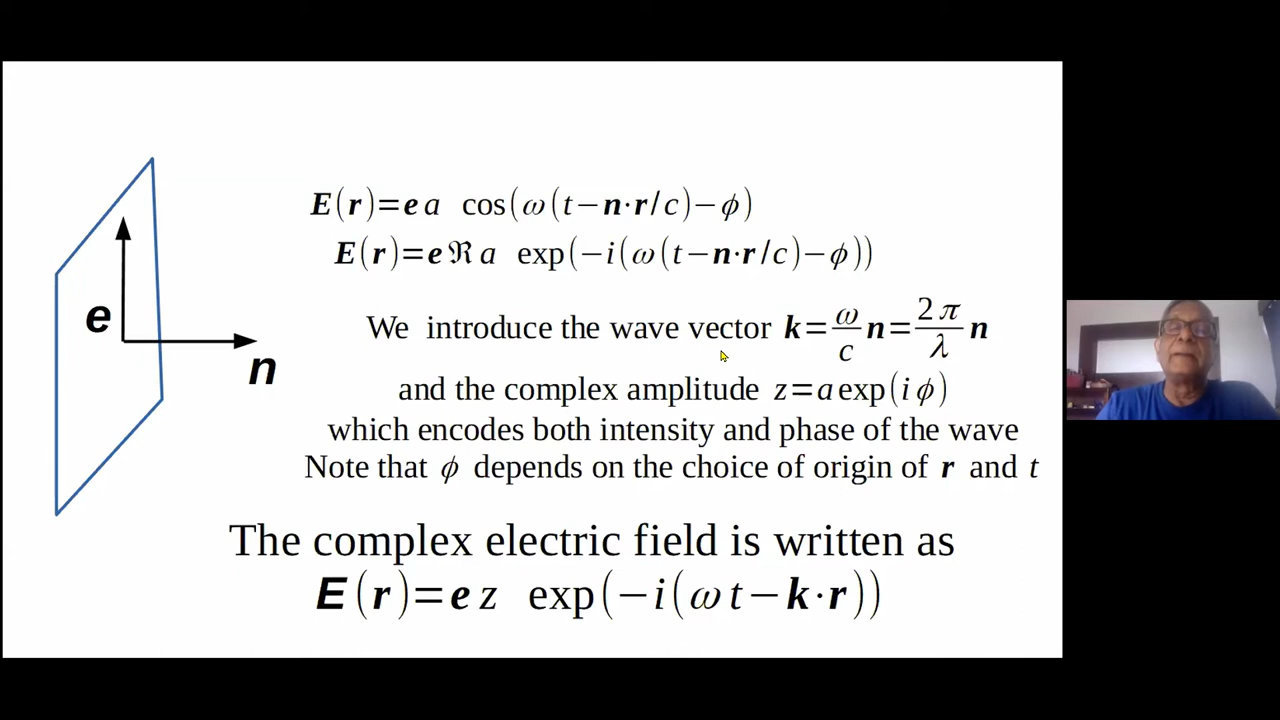 E(r)=e a cos(ω(t−n·r/c)−ϕ)
E(r)=e ℜ a exp(−i(ω(t−n·r/c)−ϕ))
We introduce the wave vector k=ω/c n=2π/λ n
and the complex amplitude z=a exp(iϕ)
which encodes both intensity and phase of the wave
Note that ϕ depends on the choice of origin of r and t
The complex electric field is written as
E(r)=e z exp(−i(ωt−k·r))
e
n